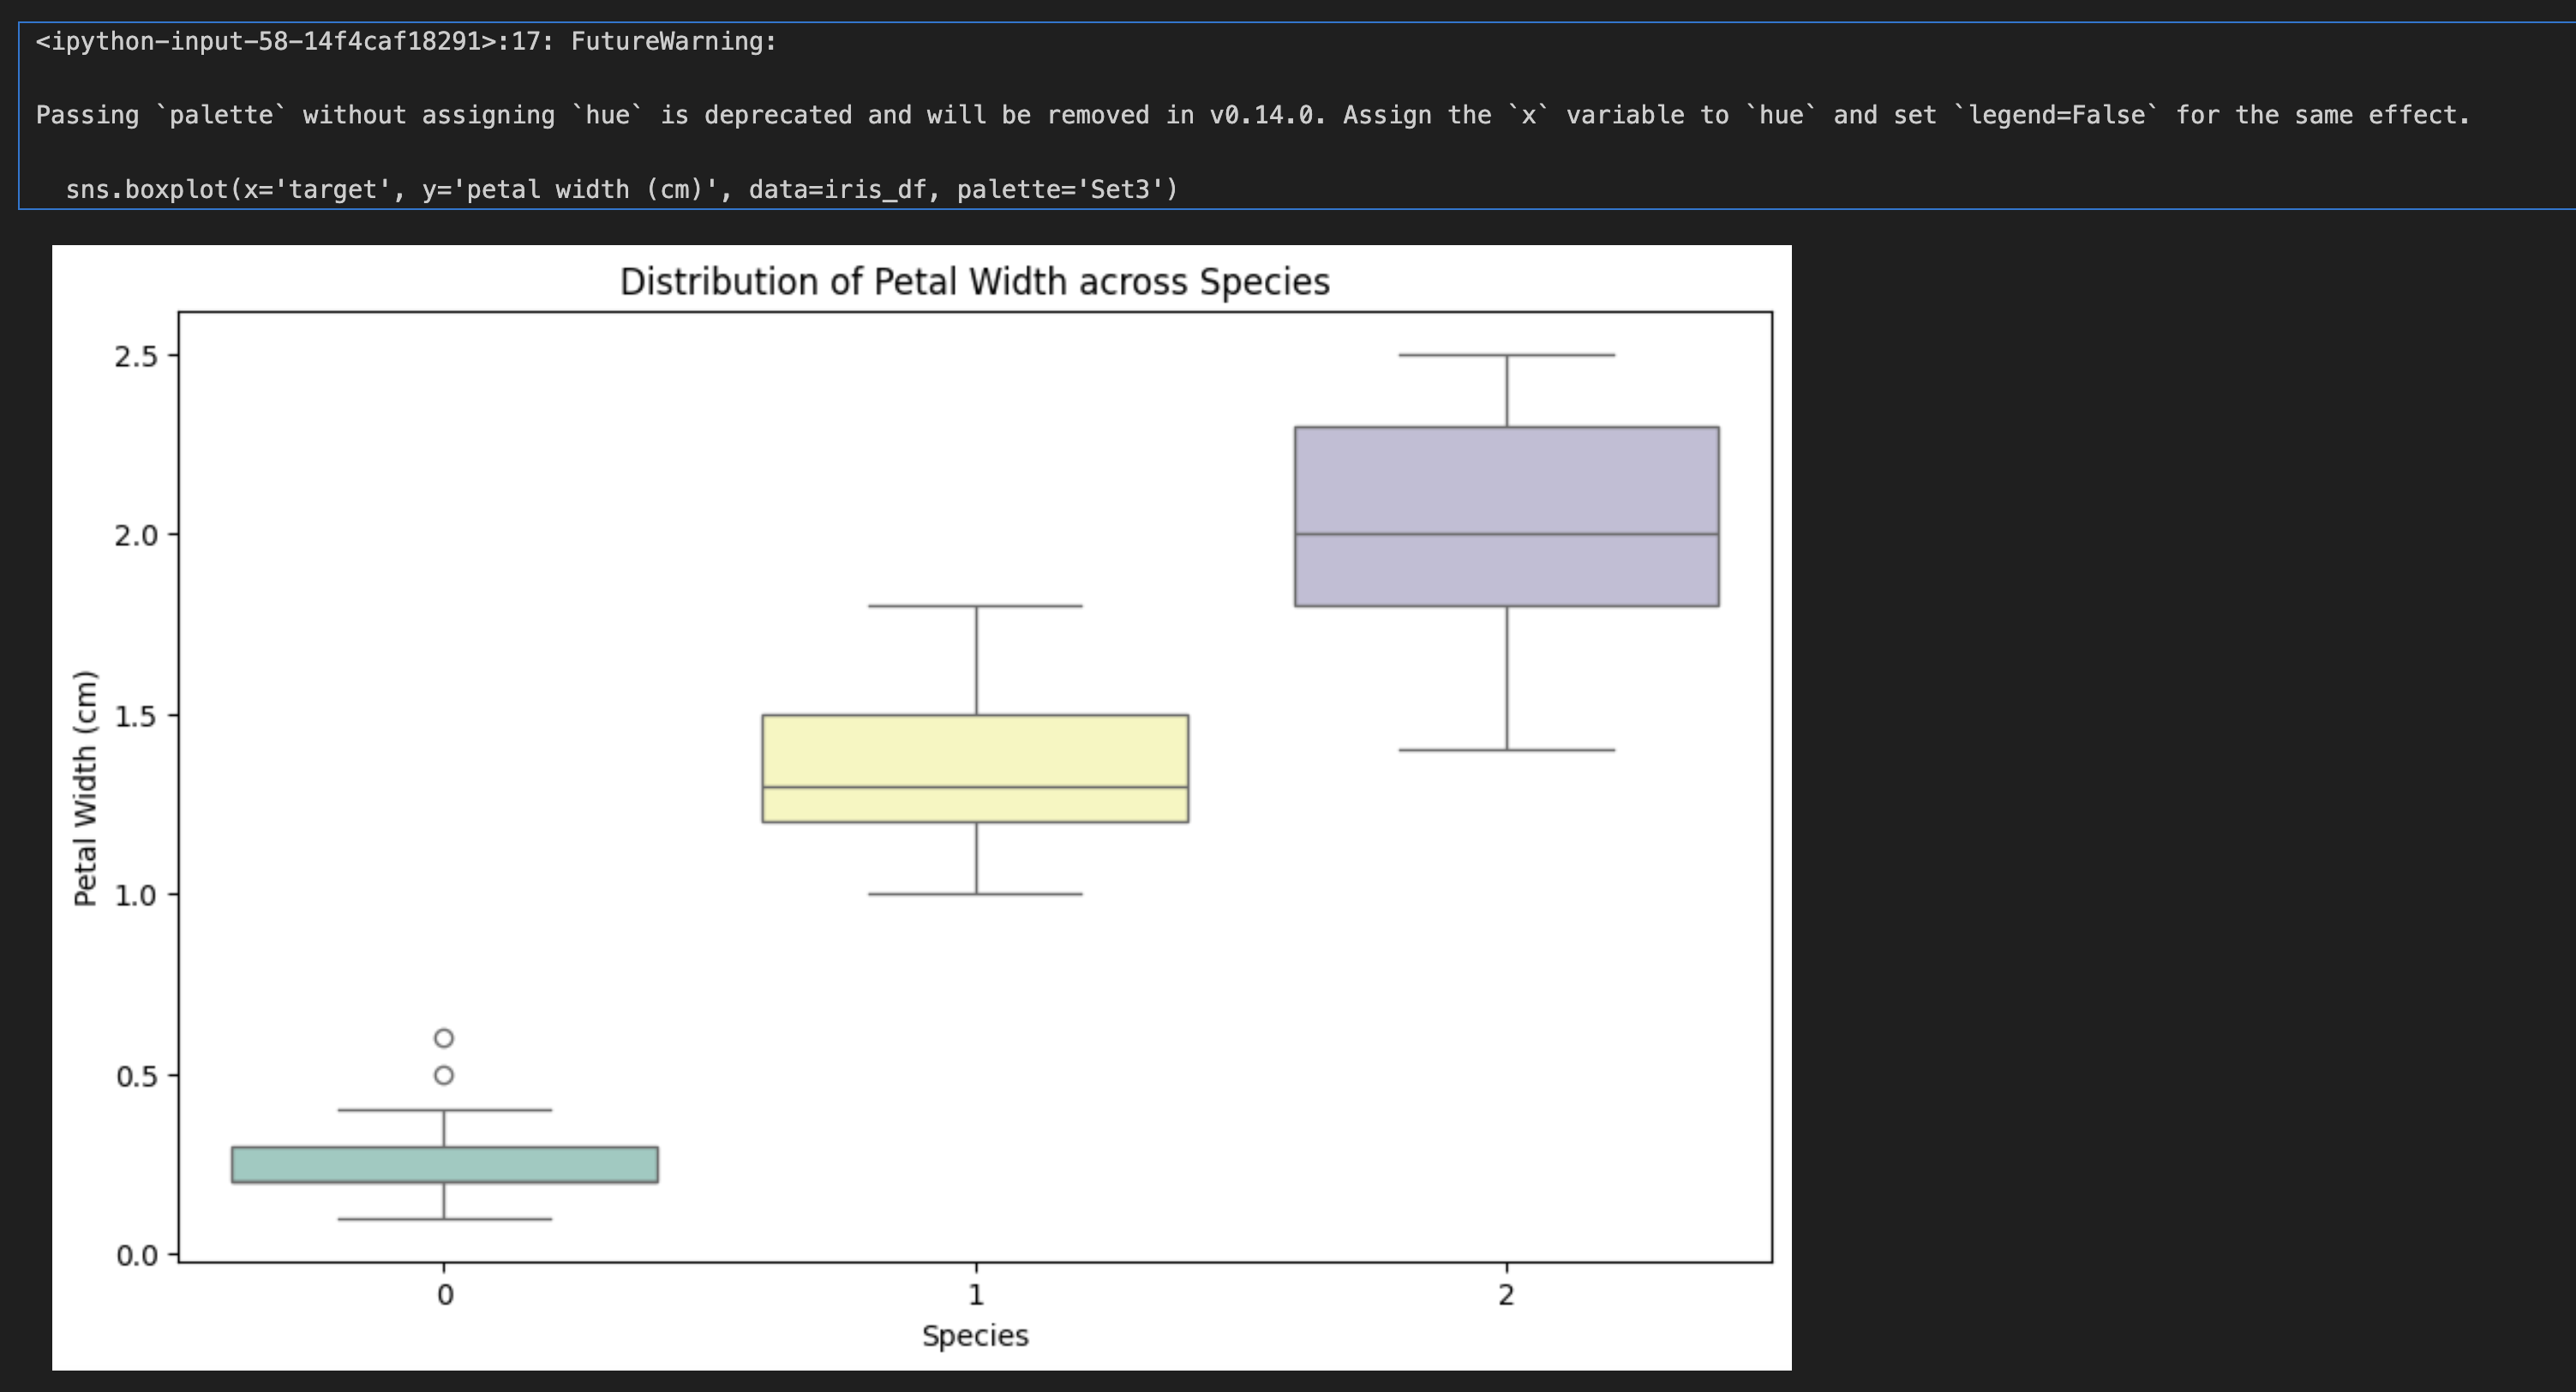 <ipython-input-58-14f4caf18291>:17: FutureWarning:
Passing `palette` without assigning `hue` is deprecated and will be removed in v0.14.0. Assign the `x` variable to `hue` and set `legend=False` for the same effect.
sns.boxplot(x='target', y='petal width (cm)', data=iris_df, palette='Set3')
Distribution of Petal Width across Species
2.5
2.0
1.5
1.0
0.5
0.0
Petal Width (cm)
0
1
2
Species